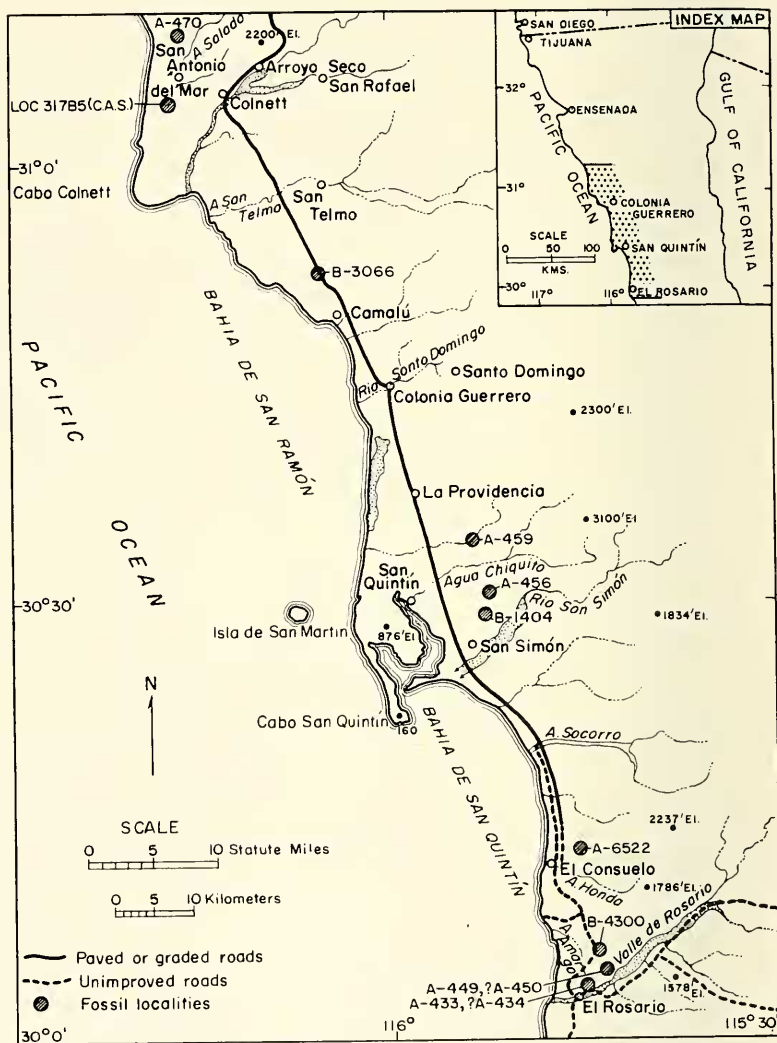 A-470
San
Antonio
del Mar
A Salado
2200' El.
Arroyo Seco
San Rafael
LOC 31785 (C.A.S.)
Colnett
31° 0'
Cabo Colnett
A San Telmo
San
Telmo
B-3066
Camalú
BAHIA DE SAN RAMÓN
PACIFIC
OCEAN
Rio Santo Domingo
Santo Domingo
Colonia Guerrero
2300' El.
La Providencia
3100' El
A-459
San
Quintín
Agua Chiquito
A-456
Rio San Simón
B-1404
30° 30'
Isla de San Martin
876' El
1834' El.
San Simón
N
Cabo San Quintín
160
BAHIA DE SAN QUINTÍN
A. Socorro
SCALE
0 5 10 Statute Miles
0 5 10 Kilometers
2237' El.
A-6522
El Consuelo
A. Honda
1786' El.
B-4300
Valle de Rosario
A. Amargo
A-449, ?A-450
A-433, ?A-434
1578' El.
El Rosario
Paved or graded roads
Unimproved roads
Fossil localities
30° 0'
116°
115° 30'
INDEX MAP
SAN DIEGO
TIJUANA
32°
ENSENADA
PACIFIC OCEAN
GULF OF CALIFORNIA
31°
COLONIA
GUERRERO
SCALE
0 50 100
KMS.
SAN QUINTÍN
30°
117°
116°
EL ROSARIO